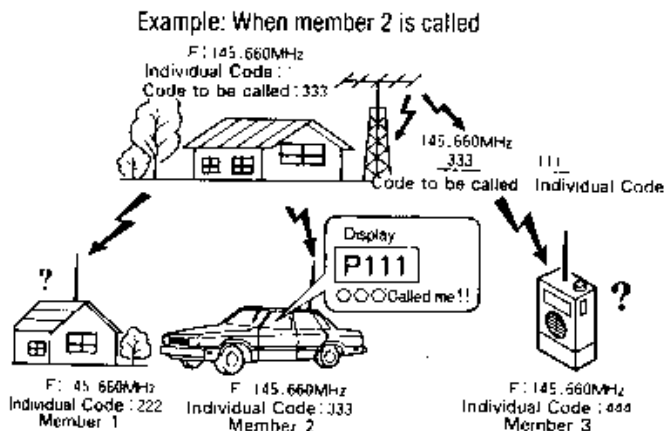 Example: When member 2 is called
F: 145.660MHz
Individual Code :
Code to be called : 333
145.660MHz
333 111
Code to be called Individual Code
?
Display
P111
○○○Called me!!
?
F: 45.660MHz
Individual Code : 222
Member 1
F 145.660MHz
Individual Code : 333
Member 2
F: 145.660MHz
Individual Code : 444
Member 3